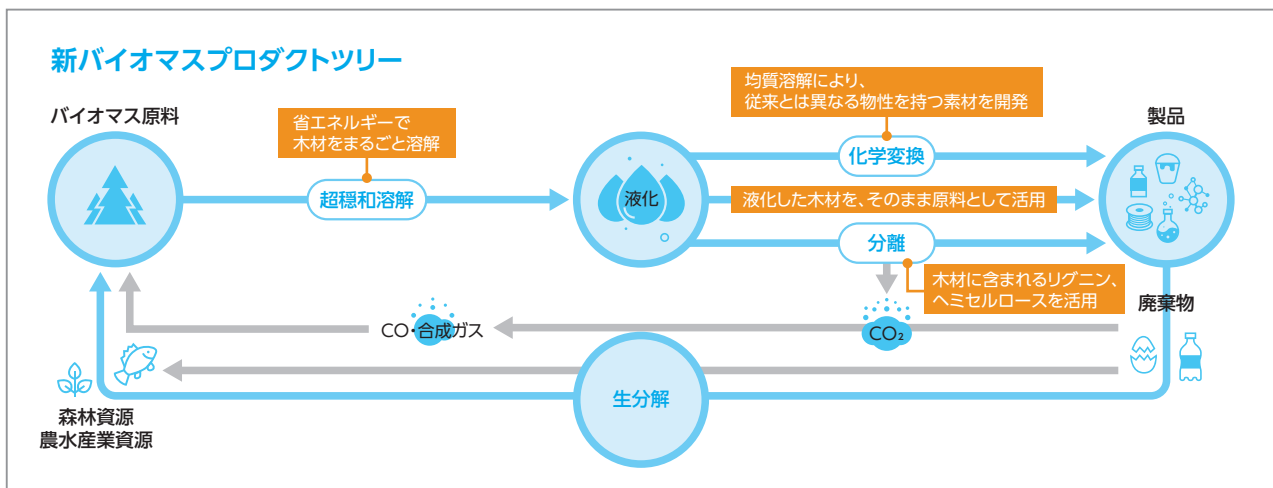 新バイオマスプロダクトツリー
バイオマス原料
省エネルギーで
木材をまるごと溶解
超穏和溶解
液化
均質溶解により、
従来とは異なる物性を持つ素材を開発
化学変換
液化した木材を、そのまま原料として活用
分離
木材に含まれるリグニン、
ヘミセルロースを活用
製品
廃棄物
CO₂
CO・合成ガス
生分解
森林資源
農水産業資源